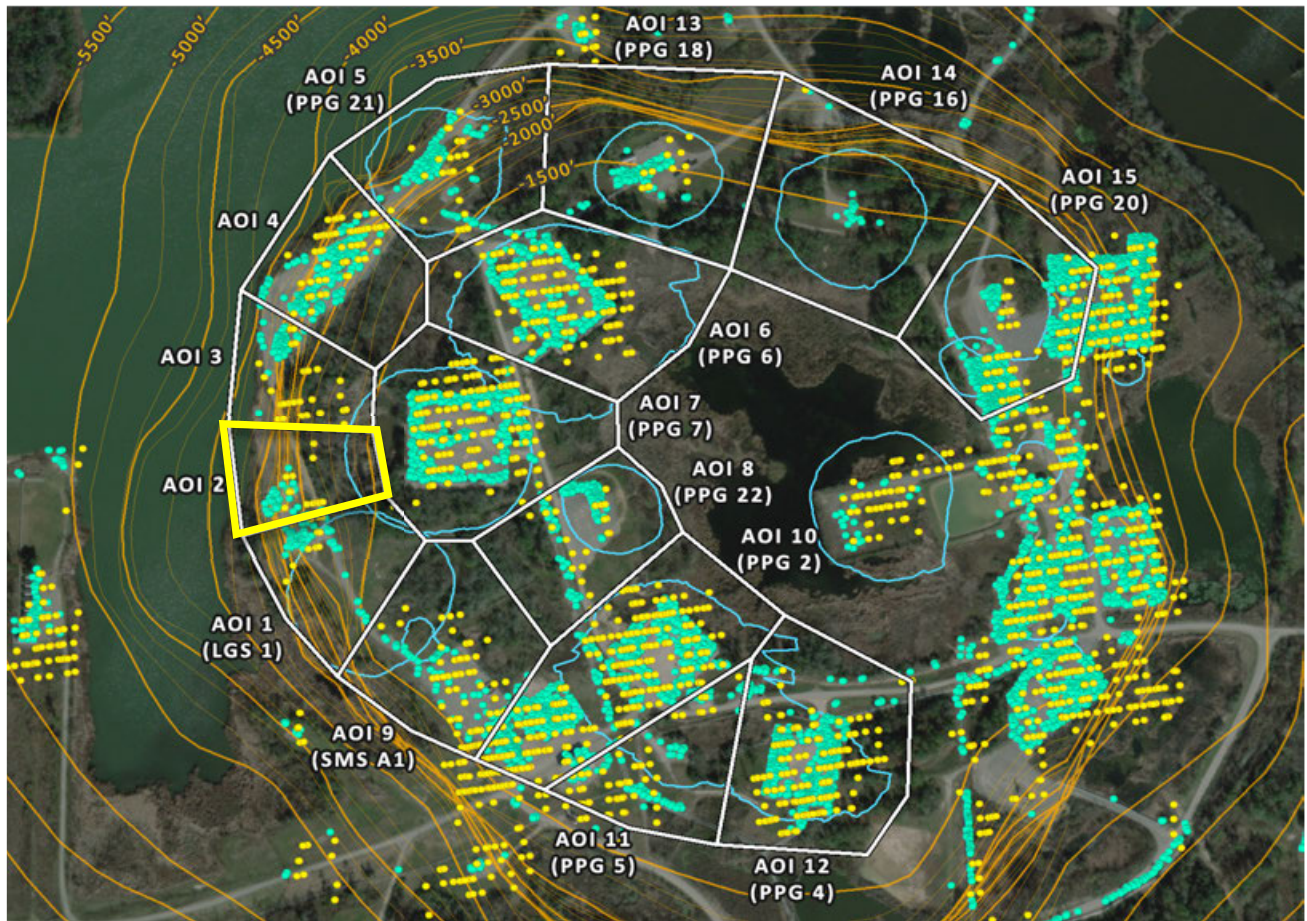 -5500'
-5000'
-4500'
-4000'
-3500'
-3000'
-2500'
-2000'
-1500'
AOI 13
(PPG 18)
AOI 14
(PPG 16)
AOI 5
(PPG 21)
AOI 15
(PPG 20)
AOI 4
AOI 3
AOI 6
(PPG 6)
AOI 7
(PPG 7)
AOI 8
(PPG 22)
AOI 2
AOI 10
(PPG 2)
AOI 1
(LGS 1)
AOI 9
(SMS A1)
AOI 11
(PPG 5)
AOI 12
(PPG 4)